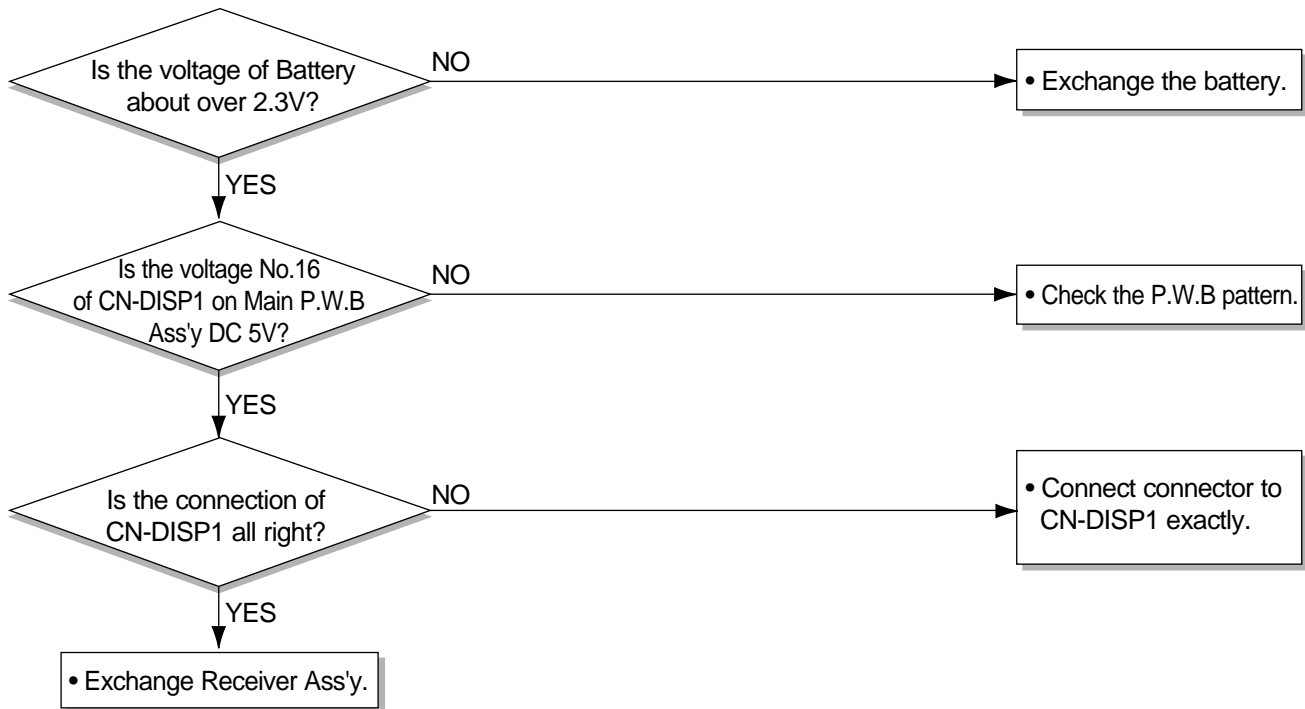 Is the voltage of Battery
about over 2.3V?
NO
• Exchange the battery.
YES
Is the voltage No.16
of CN-DISP1 on Main P.W.B
Ass'y DC 5V?
NO
• Check the P.W.B pattern.
YES
Is the connection of
CN-DISP1 all right?
NO
• Connect connector to
CN-DISP1 exactly.
YES
• Exchange Receiver Ass'y.